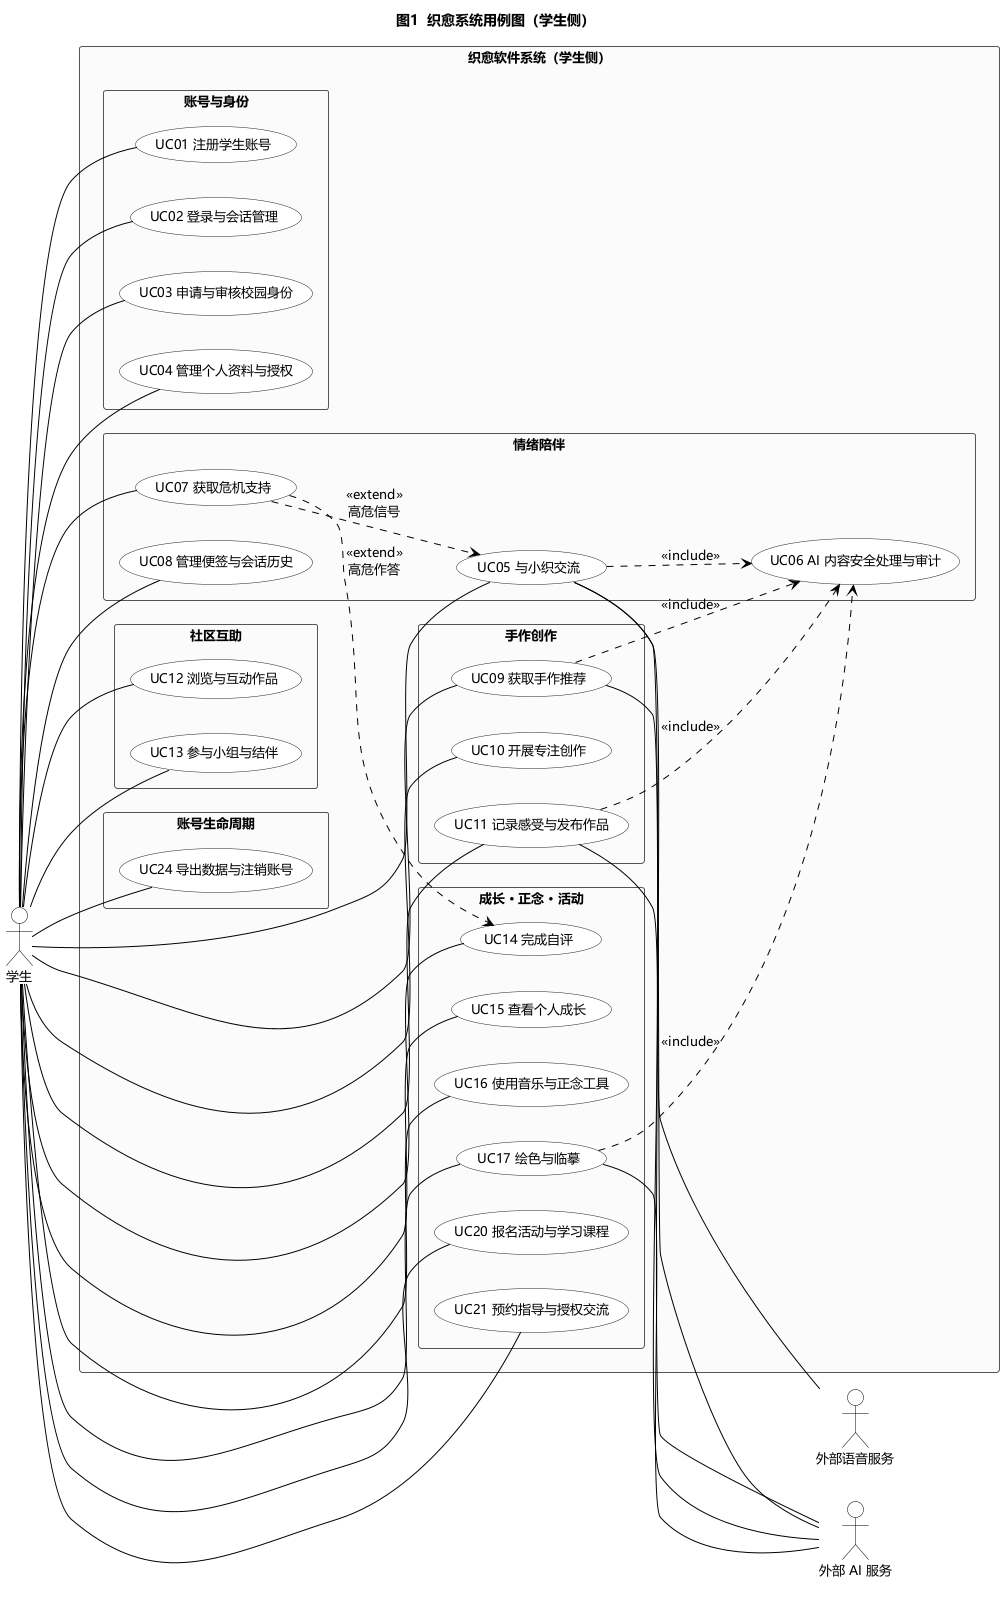 图1 织愈系统用例图（学生侧）
织愈软件系统（学生侧）
账号与身份
UC01 注册学生账号
UC02 登录与会话管理
UC03 申请与审核校园身份
UC04 管理个人资料与授权
情绪陪伴
UC07 获取危机支持
«extend»
高危信号
UC08 管理便签与会话历史
«extend»
高危作答
UC05 与小织交流
«include»
UC06 AI 内容安全处理与审计
«include»
社区互助
UC12 浏览与互动作品
UC13 参与小组与结伴
手作创作
UC09 获取手作推荐
«include»
UC10 开展专注创作
UC11 记录感受与发布作品
账号生命周期
UC24 导出数据与注销账号
成长・正念・活动
UC14 完成自评
UC15 查看个人成长
«include»
UC16 使用音乐与正念工具
UC17 绘色与临摹
UC20 报名活动与学习课程
UC21 预约指导与授权交流
学生
外部语音服务
外部 AI 服务